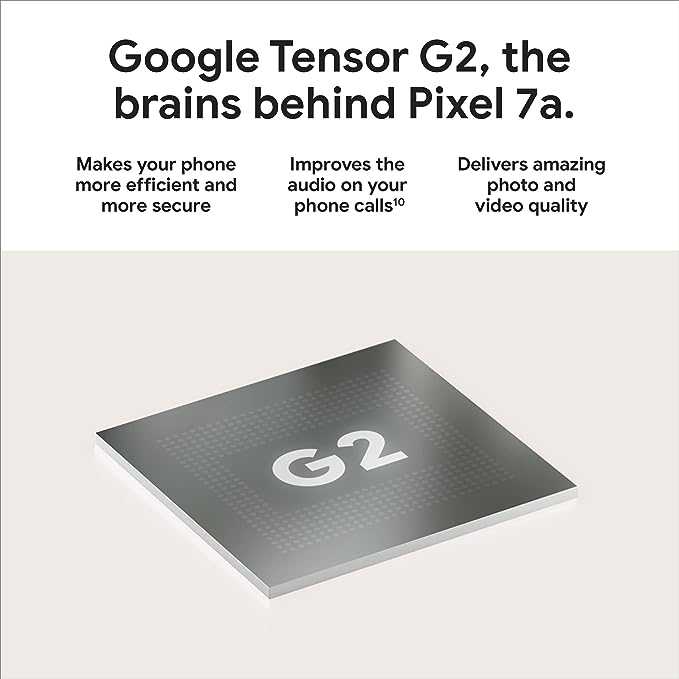 Google Tensor G2, the
brains behind Pixel 7a.
Makes your phone
more efficient and
more secure
Improves the
audio on your
phone calls¹⁰
Delivers amazing
photo and
video quality
G2